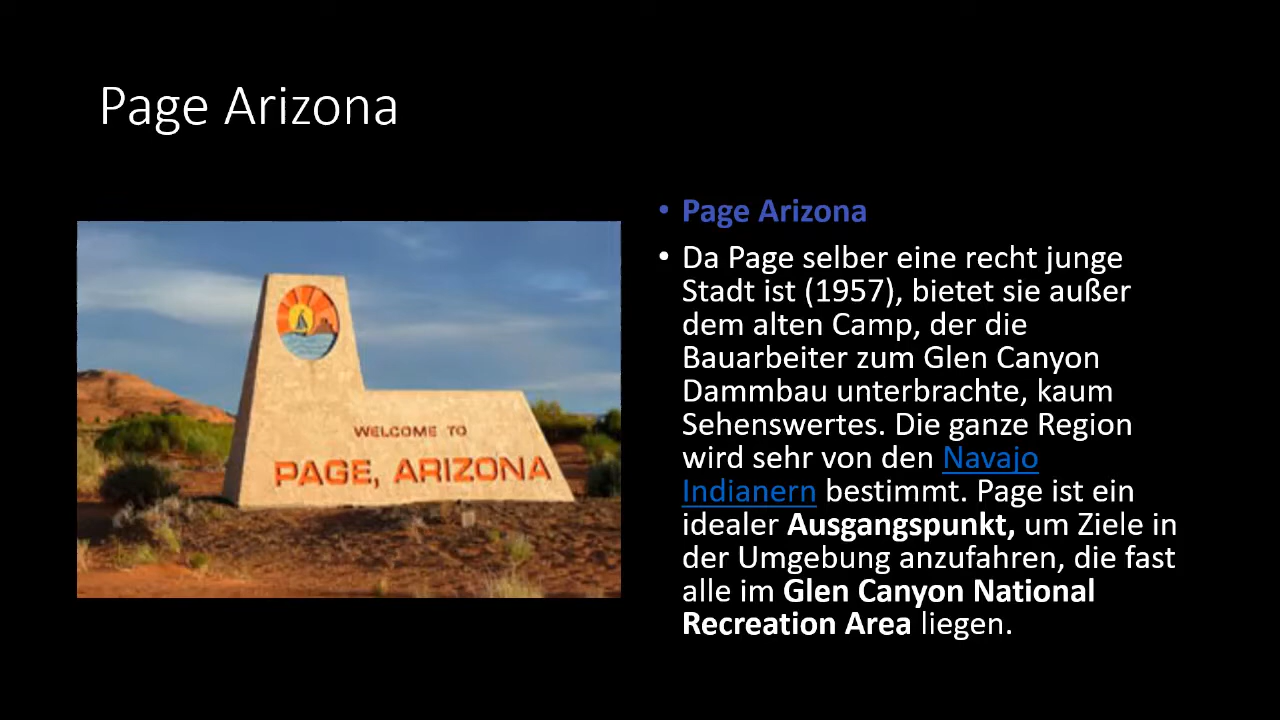 Page Arizona
WELCOME TO
PAGE, ARIZONA
• Page Arizona
• Da Page selber eine recht junge
Stadt ist (1957), bietet sie außer
dem alten Camp, der die
Bauarbeiter zum Glen Canyon
Dammbau unterbrachte, kaum
Sehenswertes. Die ganze Region
wird sehr von den Navajo
Indianern bestimmt. Page ist ein
idealer Ausgangspunkt, um Ziele in
der Umgebung anzufahren, die fast
alle im Glen Canyon National
Recreation Area liegen.